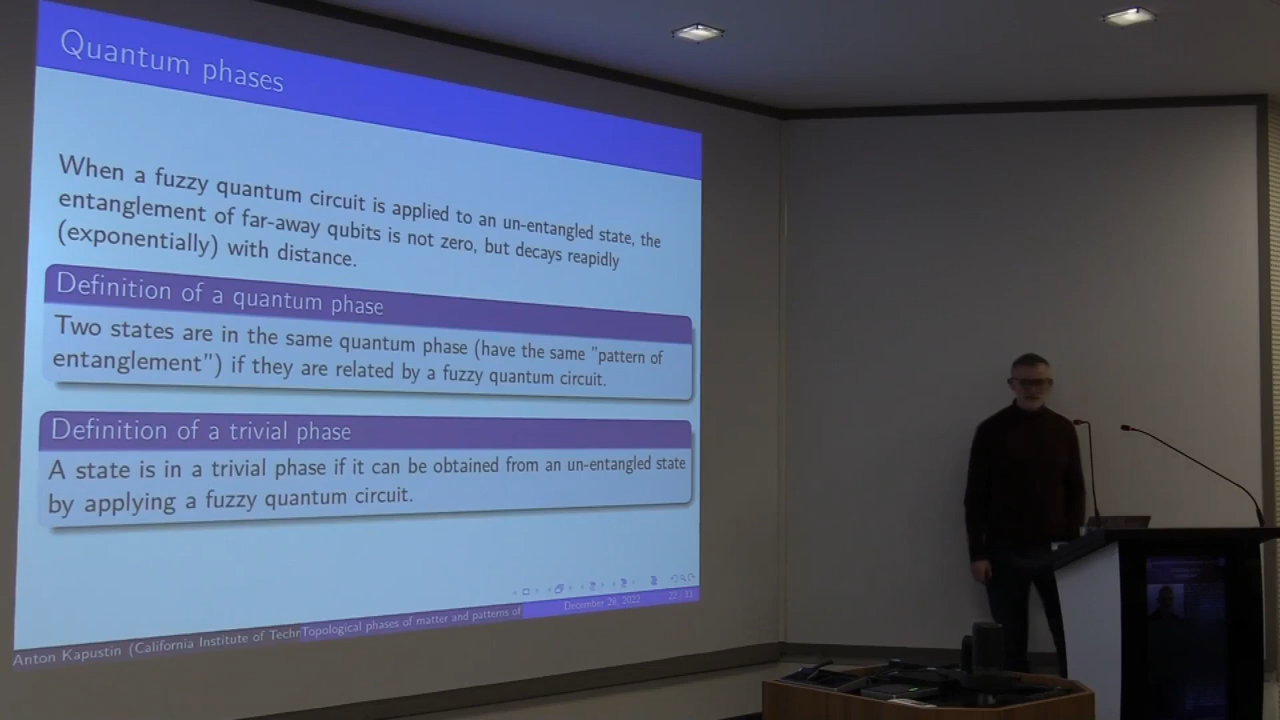 Quantum phases
When a fuzzy quantum circuit is applied to an un-entangled state, the
entanglement of far-away qubits is not zero, but decays reapidly
(exponentially) with distance.
Definition of a quantum phase
Two states are in the same quantum phase (have the same "pattern of
entanglement") if they are related by a fuzzy quantum circuit.
Definition of a trivial phase
A state is in a trivial phase if it can be obtained from an un-entangled state
by applying a fuzzy quantum circuit.
Anton Kapustin (California Institute of Techn Topological phases of matter and patterns of December 28, 2022 22 / 33